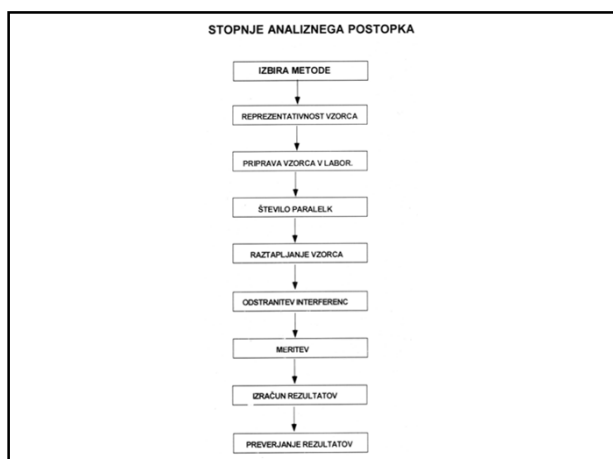 STOPNJE ANALIZNEGA POSTOPKA
IZBIRA METODE
REPREZENTATIVNOST VZORCA
PRIPRAVA VZORCA V LABOR.
ŠTEVILO PARALELK
RAZTAPLJANJE VZORCA
ODSTRANITEV INTERFERENC
MERITEV
IZRAČUN REZULTATOV
PREVERJANJE REZULTATOV